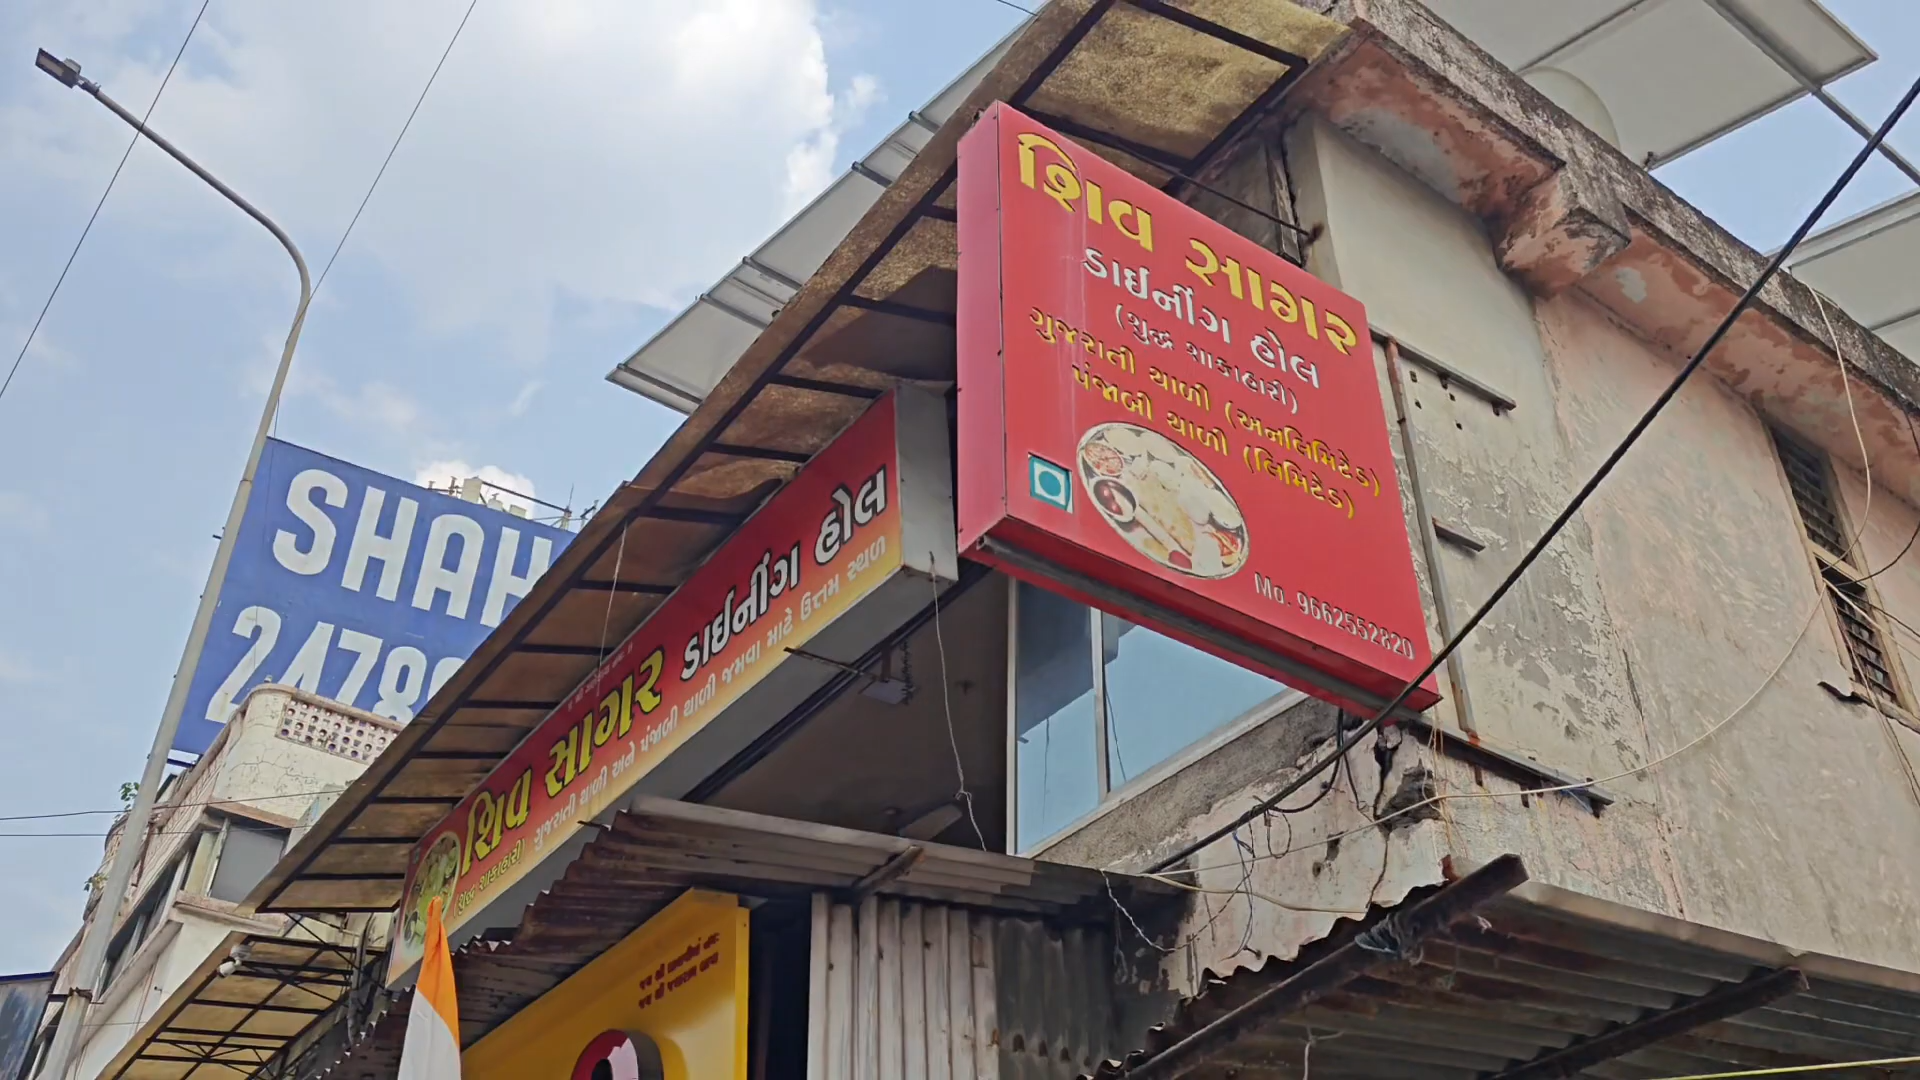 શિવ સાગર
ડાઈનીંગ હોલ
(શુદ્ધ શાકાહારી)
ગુજરાતી થાળી (અનલિમિટેડ)
પંજાબી થાળી (લિમિટેડ)
Mo. 9662552820
શિવ સાગર ડાઈનીંગ હોલ
(શુદ્ધ શાકાહારી) ગુજરાતી થાળી અને પંજાબી થાળી જમવા માટે ઉત્તમ સ્થળ
SHAH
2478